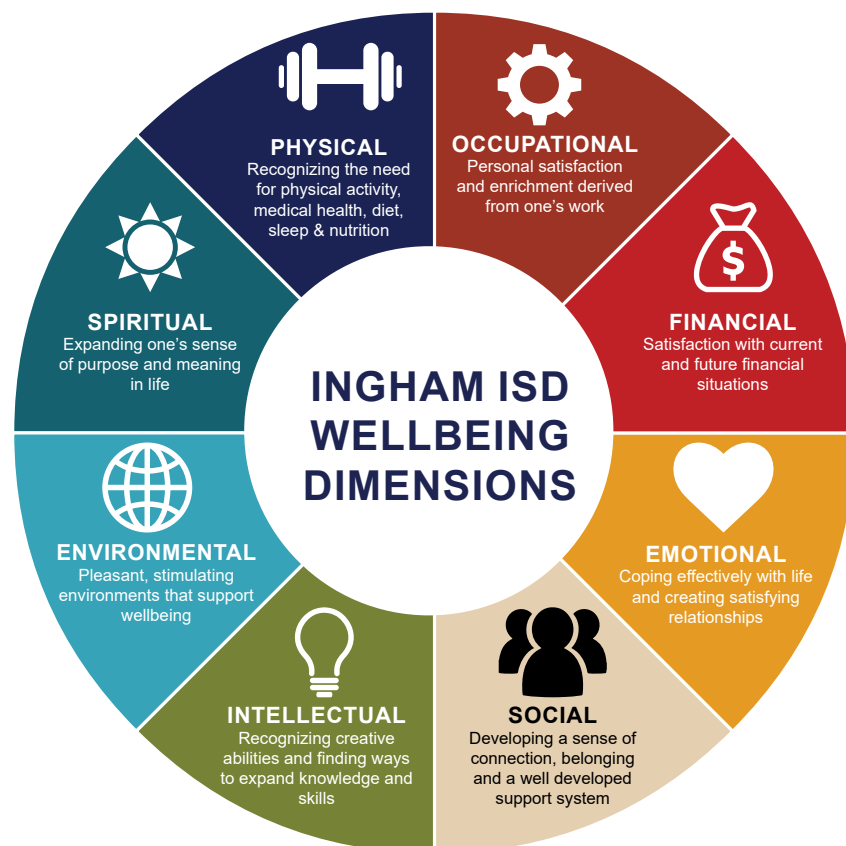 PHYSICAL
Recognizing the need
for physical activity,
medical health, diet,
sleep & nutrition
OCCUPATIONAL
Personal satisfaction
and enrichment derived
from one’s work
$
FINANCIAL
Satisfaction with current
and future financial
situations
EMOTIONAL
Coping effectively with life
and creating satisfying
relationships
SOCIAL
Developing a sense of
connection, belonging
and a well developed
support system
INTELLECTUAL
Recognizing creative
abilities and finding ways
to expand knowledge and
skills
ENVIRONMENTAL
Pleasant, stimulating
environments that support
wellbeing
SPIRITUAL
Expanding one’s sense
of purpose and meaning
in life
INGHAM ISD
WELLBEING
DIMENSIONS